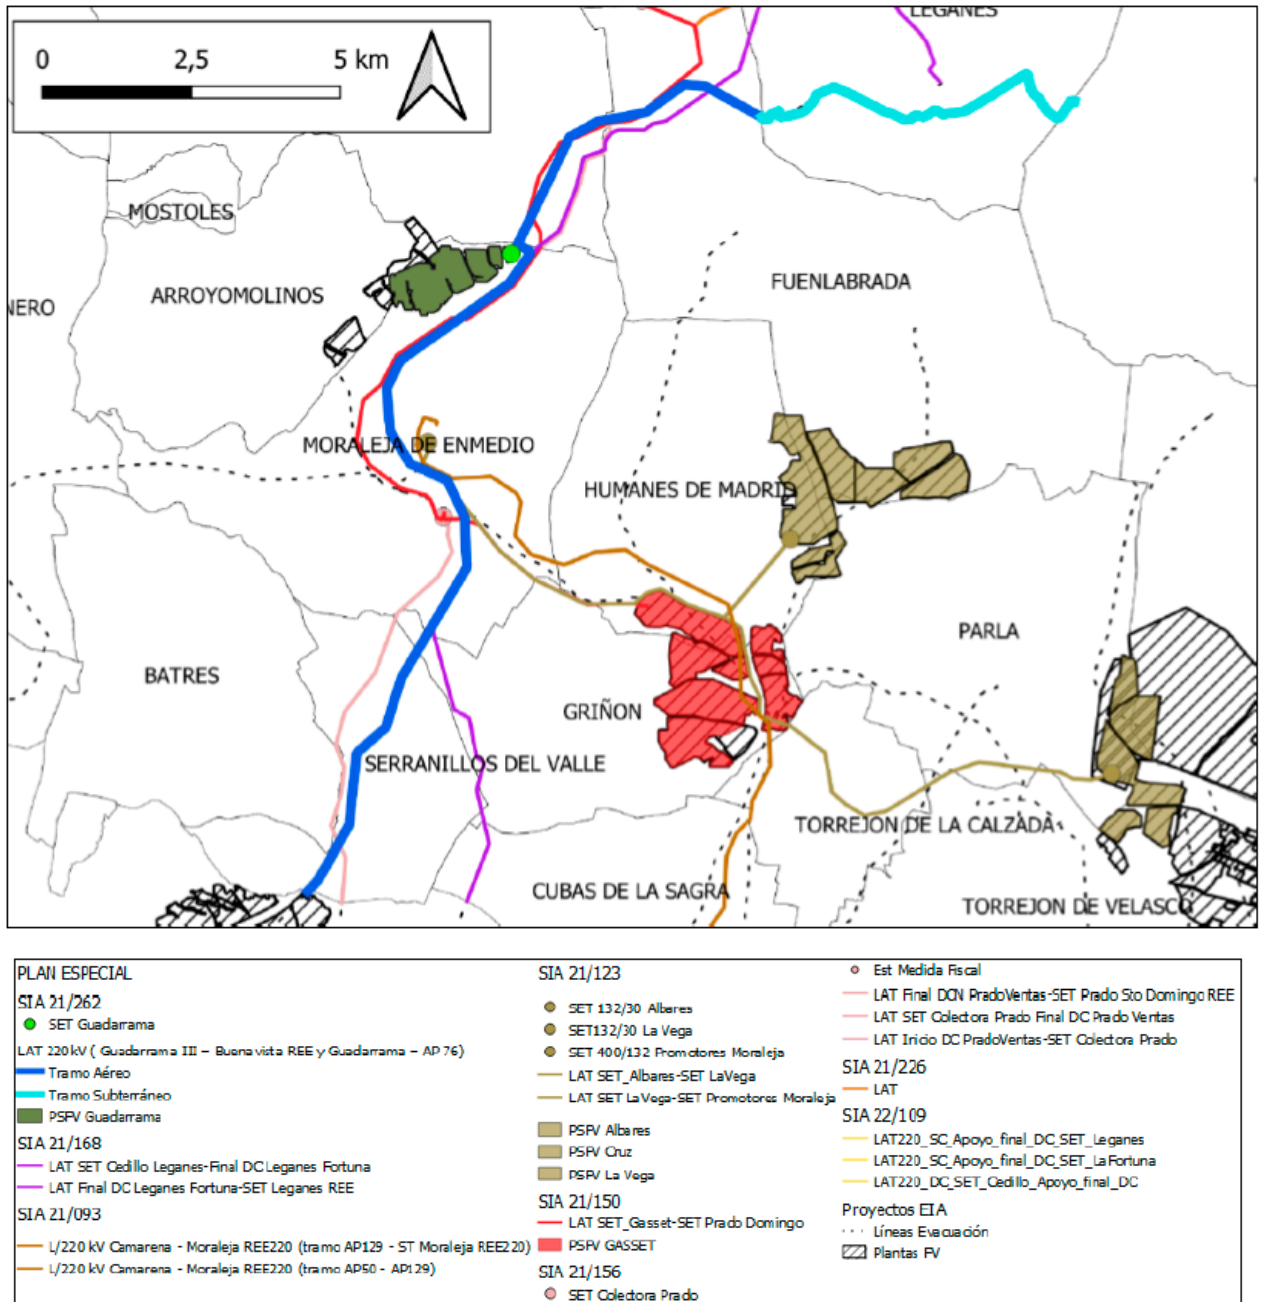 LEGANES
0 2,5 5 km
MOSTOLES
ARROYOMOLINOS
FUENLABRADA
NERO
MORALEJA DE ENMEDIO
HUMANES DE MADRID
PARLA
BATRES
GRIÑON
SERRANILLOS DEL VALLE
TORREJON DE LA CALZADA
CUBAS DE LA SAGRA
TORREJON DE VELASCO
PLAN ESPECIAL
SIA 21/262
SET Guadarrama
LAT 220kV ( Guadarrama III – Buenavista REE y Guadarrama – AP 76)
Tramo Aéreo
Tramo Subterráneo
PSFV Guadarrama
SIA 21/168
LAT SET Cedillo Leganes-Final DC Leganes Fortuna
LAT Final DC Leganes Fortuna-SET Leganes REE
SIA 21/093
L/220 kV Camarena - Moraleja REE220 (tramo AP129 - ST Moraleja REE220)
L/220 kV Camarena - Moraleja REE220 (tramo AP50 - AP129)
SIA 21/123
SET 132/30 Albares
SET132/30 La Vega
SET 400/132 Promotores Moraleja
LAT SET_Albares-SET LaVega
LAT SET LaVega-SET Promotores Moraleja
PSFV Albares
PSFV Cruz
PSFV La Vega
SIA 21/150
LAT SET_Gasset-SET Prado Domingo
PSFV GASSET
SIA 21/156
SET Colectora Prado
Est Medida Fiscal
LAT Final DCN PradoVentas-SET Prado Sto Domingo REE
LAT SET Colectora Prado Final DC Prado Ventas
LAT Inicio DC PradoVentas-SET Colectora Prado
SIA 21/226
LAT
SIA 22/109
LAT220_SC_Apoyo_final_DC_SET_Leganes
LAT220_SC_Apoyo_final_DC_SET_LaFortuna
LAT220_DC_SET_Cedillo_Apoyo_final_DC
Proyectos EIA
Líneas Evacuación
Plantas FV